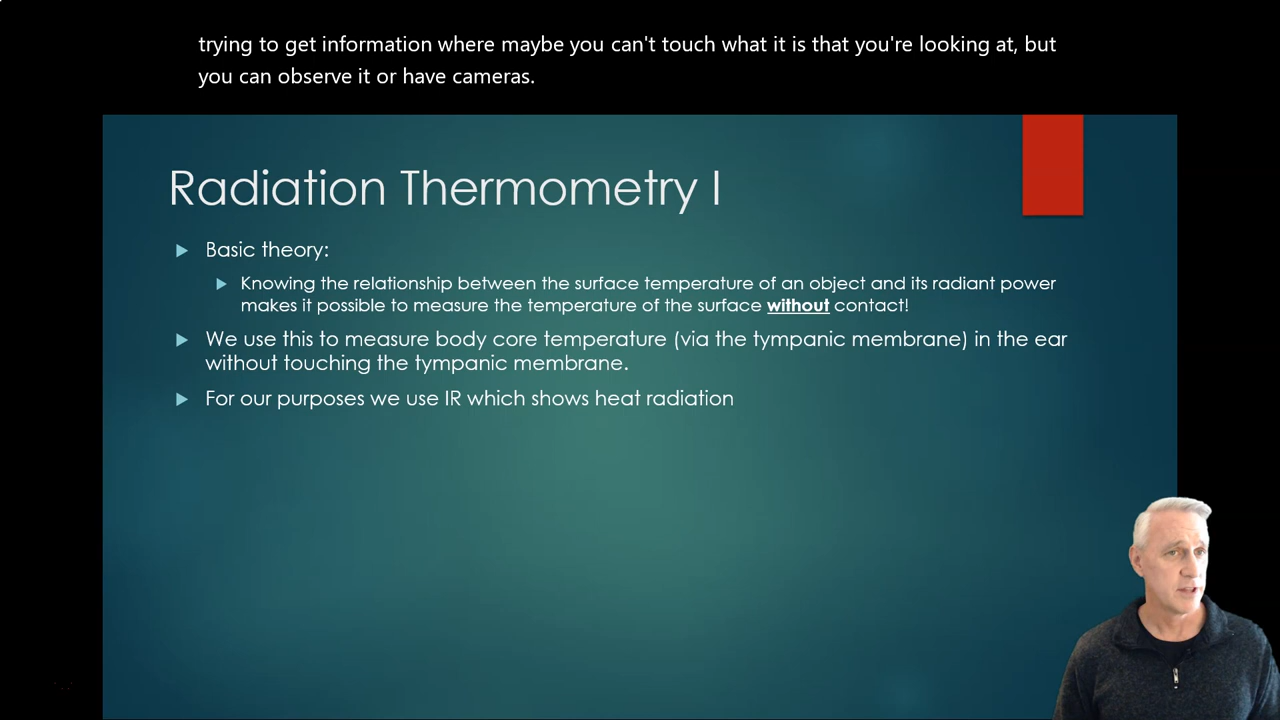 trying to get information where maybe you can't touch what it is that you're looking at, but
you can observe it or have cameras.
Radiation Thermometry I
Basic theory:
Knowing the relationship between the surface temperature of an object and its radiant power
makes it possible to measure the temperature of the surface without contact!
We use this to measure body core temperature (via the tympanic membrane) in the ear
without touching the tympanic membrane.
For our purposes we use IR which shows heat radiation